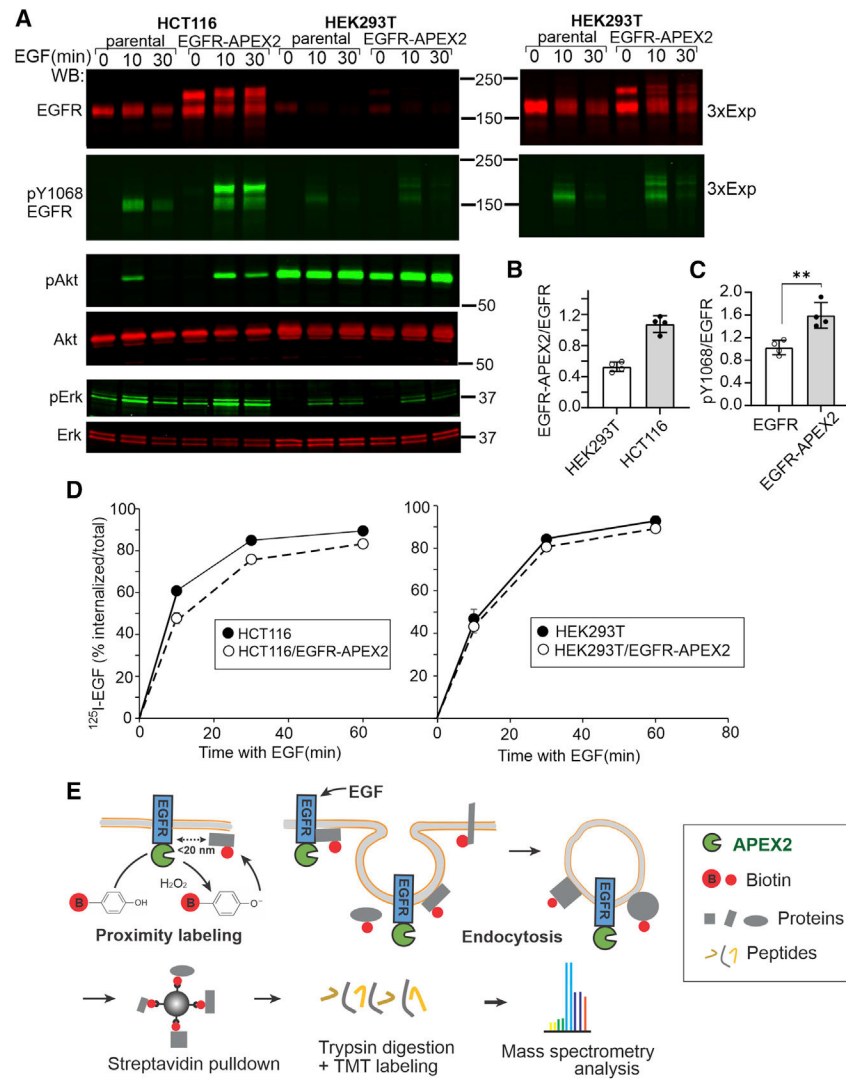 A
HCT116
HEK293T
HEK293T
parental EGFR-APEX2 parental EGFR-APEX2
parental EGFR-APEX2
EGF(min) 0 10 30 0 10 30 0 10 30 0 10 30
0 10 30 0 10 30
WB:
EGFR
250
150
3xExp
pY1068
EGFR
250
150
3xExp
pAkt
50
Akt
50
pErk
37
Erk
37
B
EGFR-APEX2/EGFR
1.2
0.8
0.4
0.0
HEK293T
HCT116
C
**
pY1068/EGFR
2.0
1.6
1.2
0.8
0.4
0.0
EGFR
EGFR-APEX2
D
125I-EGF (% internalized/total)
100
80
60
40
20
0
HCT116
HCT116/EGFR-APEX2
0 20 40 60
Time with EGF(min)
100
80
60
40
20
0
HEK293T
HEK293T/EGFR-APEX2
0 20 40 60 80
Time with EGF(min)
E
EGFR
<20 nm
H2O2
B
OH
B
O−
Proximity labeling
EGF
EGFR
EGFR
Endocytosis
EGFR
APEX2
B Biotin
Proteins
Peptides
Streptavidin pulldown
Trypsin digestion
+ TMT labeling
Mass spectrometry
analysis